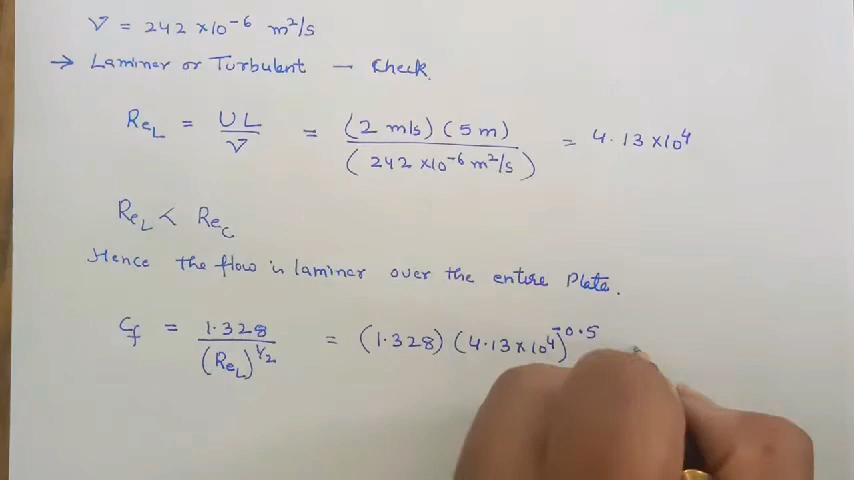 ν = 242 ×10⁻⁶ m²/s
→ Laminar or Turbulent — Check.
Re_L = UL/ν = (2 m/s) (5 m)/(242 ×10⁻⁶ m²/s) = 4.13 ×10⁴
Re_L < Re_C
Hence the flow is laminar over the entire Plate.
C_f = 1.328/(Re_L)^1/2 = (1.328) (4.13 ×10⁴)^-0.5